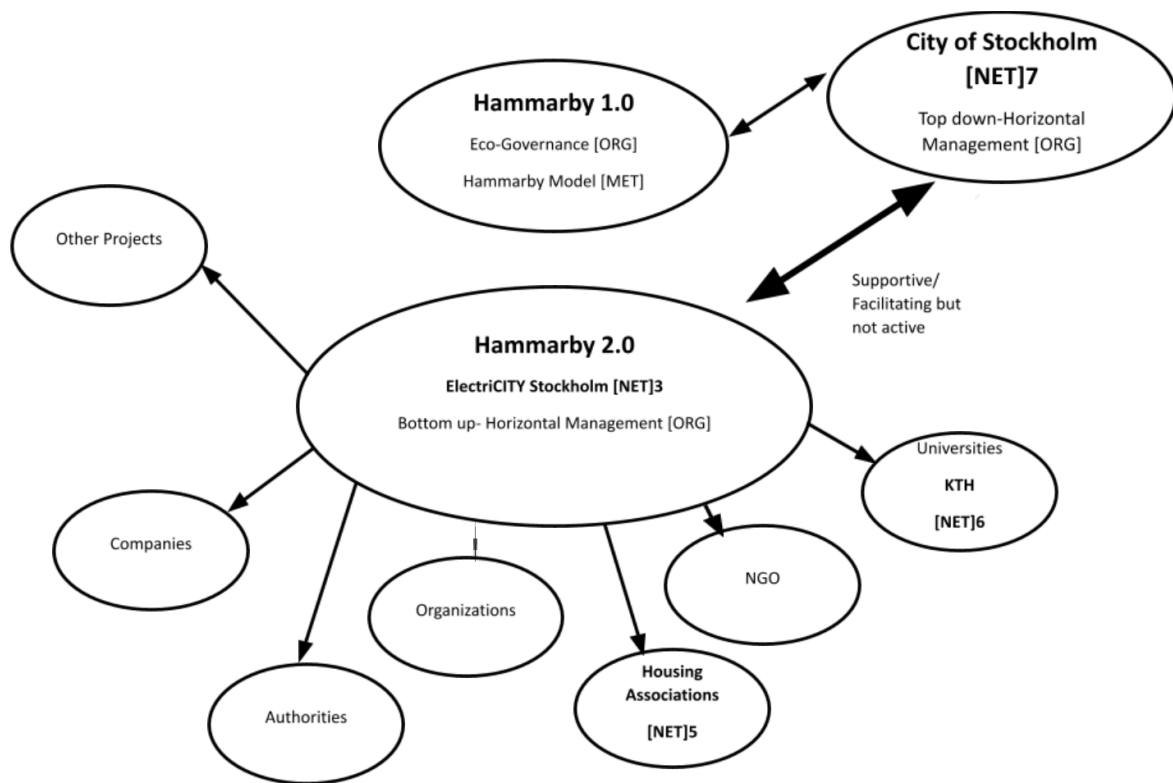 City of Stockholm
[NET]7
Top down-Horizontal
Management [ORG]
Hammarby 1.0
Eco-Governance [ORG]
Hammarby Model [MET]
Other Projects
Supportive/
Facilitating but
not active
Hammarby 2.0
ElectriCITY Stockholm [NET]3
Bottom up- Horizontal Management [ORG]
Universities
KTH
[NET]6
Companies
Organizations
NGO
Housing
Associations
[NET]5
Authorities